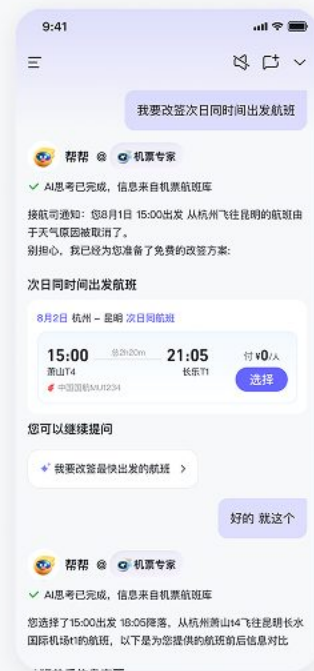 9:41
我要改签次日同时间出发航班
帮帮 @ 机票专家
AI思考已完成，信息来自机票航班库
接航司通知：您8月1日 15:00出发 从杭州飞往昆明的航班由
于天气原因被取消了。
别担心，我已经为您准备了免费的改签方案:
次日同时间出发航班
8月2日 杭州 – 昆明 次日同航班
15:00 总2h20m 21:05 付 ¥0/人
萧山T4 长乐T1 选择
中国国航MU1234
您可以继续提问
我要改签最快出发的航班
好的 就这个
帮帮 @ 机票专家
AI思考已完成，信息来自机票航班库
您选择了15:00出发 18:05降落，从杭州萧山t4飞往昆明长水
国际机场t1的航班，以下是为您提供的航班前后信息对比